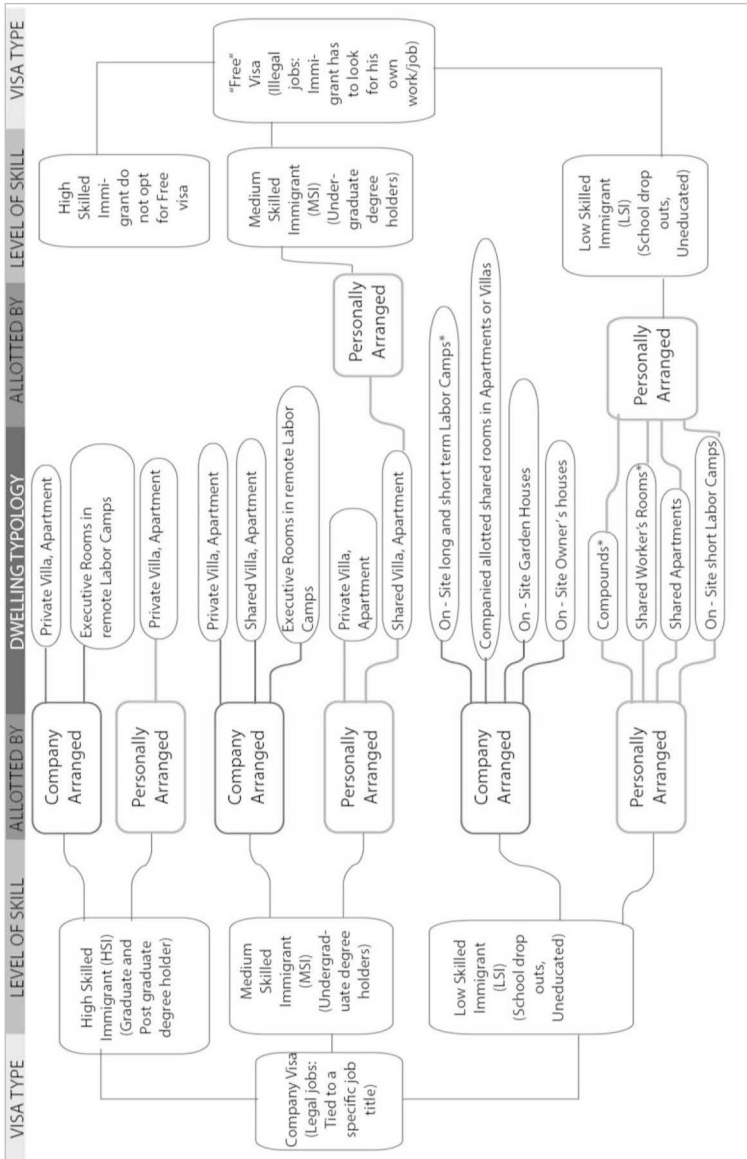 VISA TYPE
LEVEL OF SKILL
ALLOTTED BY
DWELLING TYPOLOGY
ALLOTTED BY
LEVEL OF SKILL
VISA TYPE
Company Visa
(Legal jobs:
Tied to a
specific job
title)
High Skilled
Immigrant (HSI)
(Graduate and
Post graduate
degree holder)
Medium
Skilled
Immigrant
(MSI)
(Undergrad-
uate degree
holders)
Low Skilled
Immigrant
(LSI)
(School drop
outs,
Uneducated)
Company
Arranged
Personally
Arranged
Company
Arranged
Personally
Arranged
Company
Arranged
Personally
Arranged
Private Villa, Apartment
Executive Rooms in
remote Labor Camps
Private Villa, Apartment
Private Villa, Apartment
Shared Villa, Apartment
Executive Rooms in remote Labor
Camps
Private Villa,
Apartment
Shared Villa, Apartment
On - Site long and short term Labor Camps*
Companied allotted shared rooms in Apartments or Villas
On - Site Garden Houses
On - Site Owner's houses
Compounds*
Shared Worker's Rooms*
Shared Apartments
On - Site short Labor Camps
Personally
Arranged
Personally
Arranged
High
Skilled
Immi-
grant do
not opt
for Free
visa
Medium
Skilled
Immigrant
(MSI)
(Under-
graduate
degree
holders)
Low Skilled
Immigrant
(LSI)
(School drop
outs,
Uneducated)
"Free"
Visa
(Illegal
jobs:
Immi-
grant has
to look
for his
own
work/job)